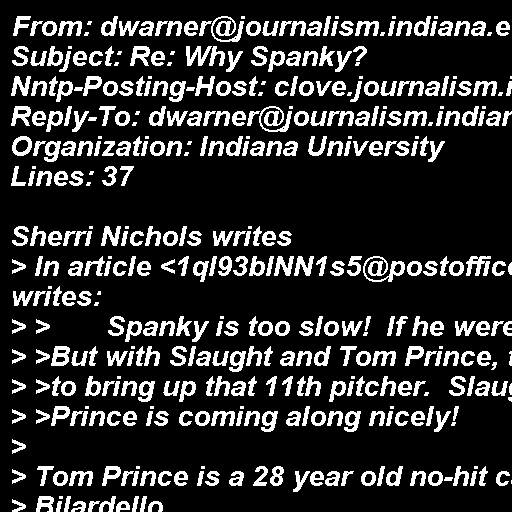 From: dwarner@journalism.indiana.e
Subject: Re: Why Spanky?
Nntp-Posting-Host: clove.journalism.i
Reply-To: dwarner@journalism.indian
Organization: Indiana University
Lines: 37

Sherri Nichols writes
> In article <1ql93bINN1s5@postoffice
writes:
> > Spanky is too slow!  If he were
> >But with Slaught and Tom Prince, t
> >to bring up that 11th pitcher.  Slaug
> >Prince is coming along nicely!
>
> Tom Prince is a 28 year old no-hit ca
> Bilardello